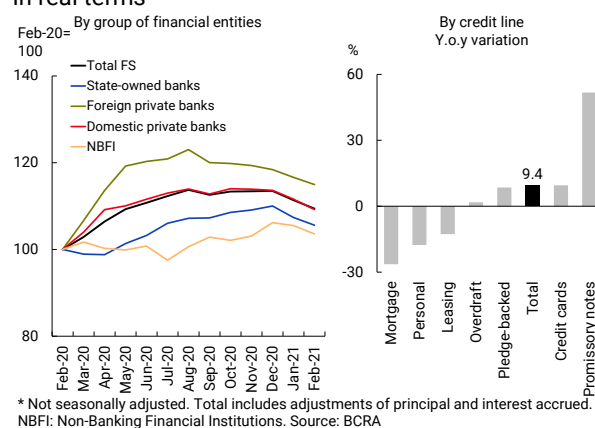 In real terms
By group of financial entities
Feb-20=
100
140
120
100
80
Total FS
State-owned banks
Foreign private banks
Domestic private banks
NBFI
Feb-20
Mar-20
Apr-20
May-20
Jun-20
Jul-20
Aug-20
Sep-20
Oct-20
Nov-20
Dec-20
Jan-21
Feb-21
By credit line
Y.o.y variation
%
60
30
0
-30
9.4
Mortgage
Personal
Leasing
Overdraft
Pledge-backed
Total
Credit cards
Promissory notes
* Not seasonally adjusted. Total includes adjustments of principal and interest accrued.
NBFI: Non-Banking Financial Institutions. Source: BCRA